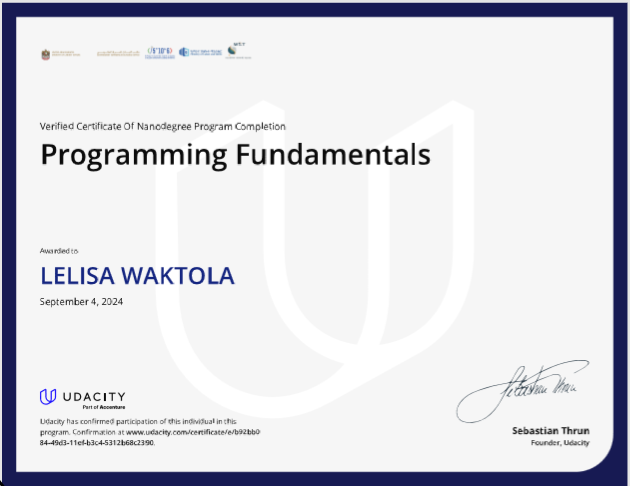 Verified Certificate Of Nanodegree Program Completion
Programming Fundamentals
Awarded to
LELISA WAKTOLA
September 4, 2024
UDACITY
Part of Accenture
Udacity has confirmed participation of this individual in this
program. Confirmation at www.udacity.com/certificate/e/b92bb0
84-49d3-11ef-b3c4-5312b68c2390.
Sebastian Thrun
Founder, Udacity